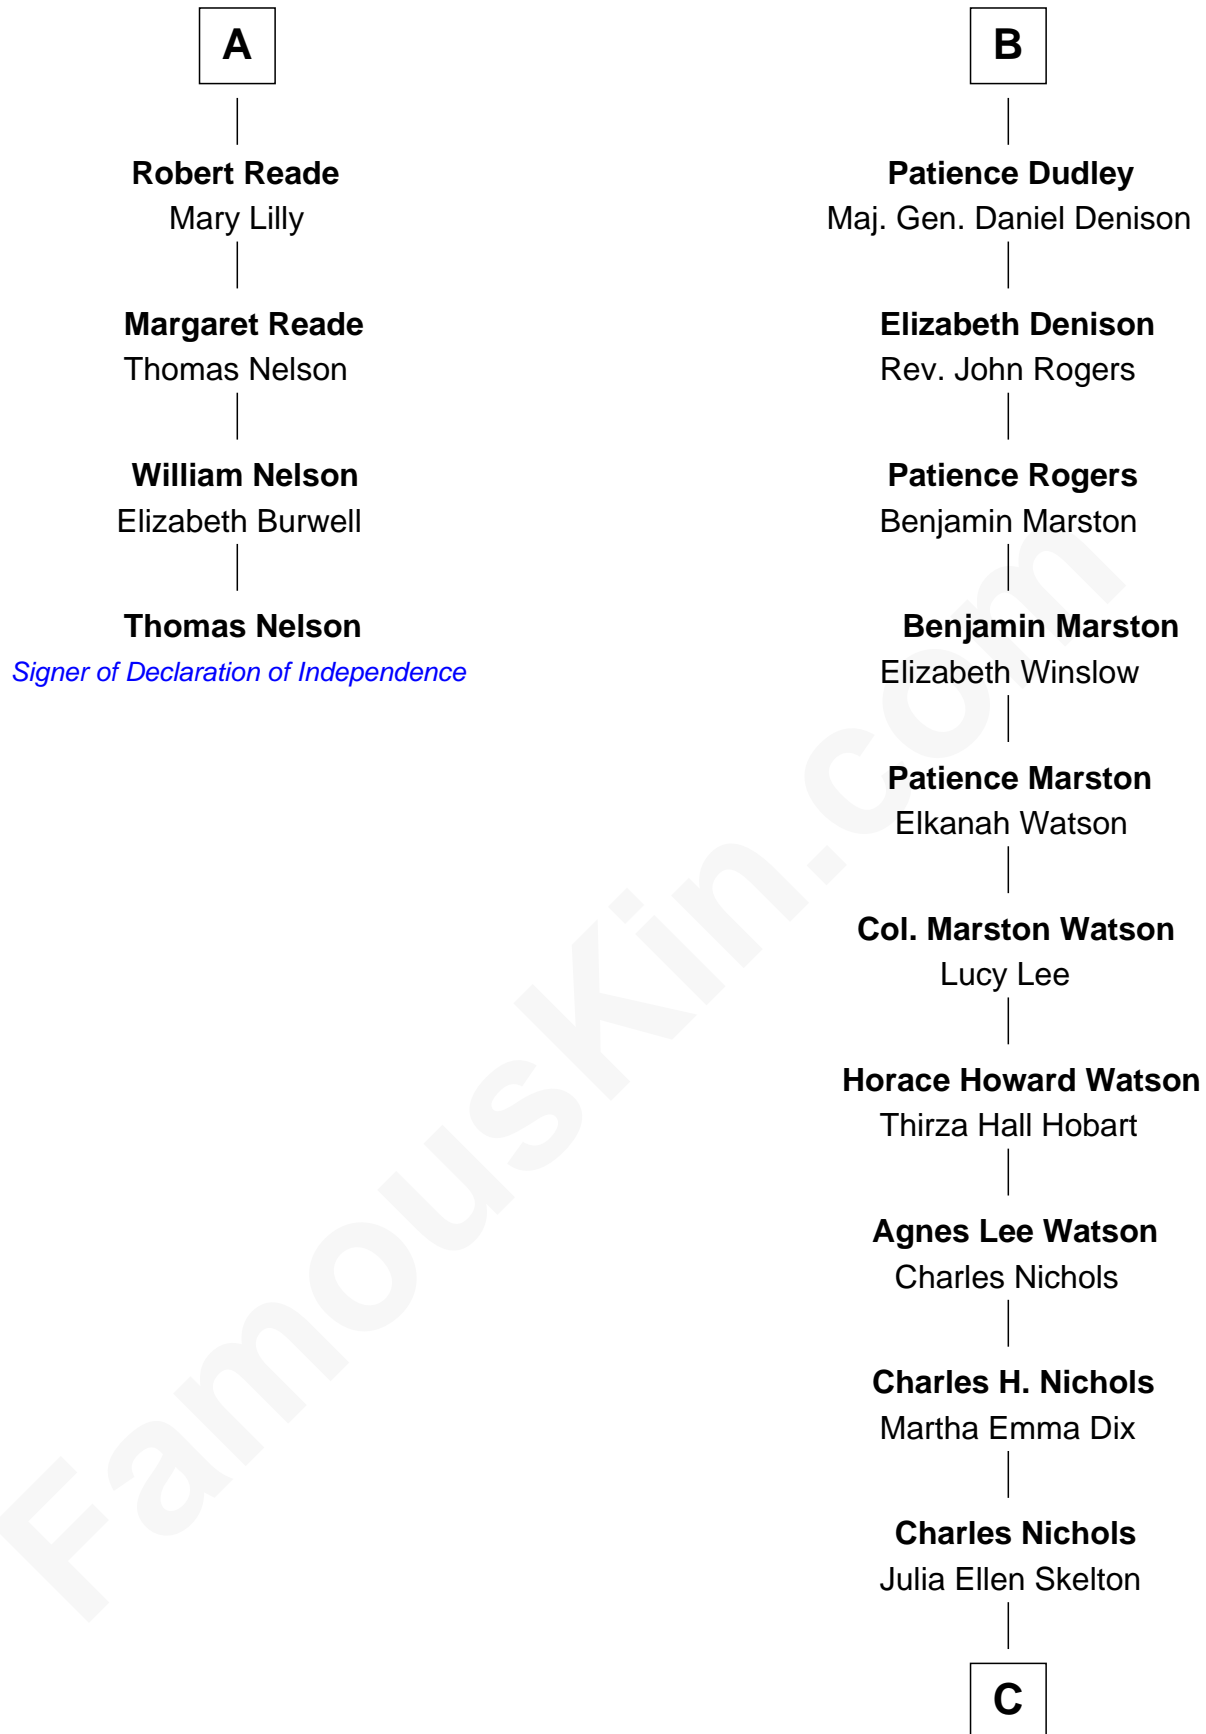 A
Robert Reade
Mary Lilly
Margaret Reade
Thomas Nelson
William Nelson
Elizabeth Burwell
Thomas Nelson
Signer of Declaration of Independence
B
Patience Dudley
Maj. Gen. Daniel Denison
Elizabeth Denison
Rev. John Rogers
Patience Rogers
Benjamin Marston
Benjamin Marston
Elizabeth Winslow
Patience Marston
Elkanah Watson
Col. Marston Watson
Lucy Lee
Horace Howard Watson
Thirza Hall Hobart
Agnes Lee Watson
Charles Nichols
Charles H. Nichols
Martha Emma Dix
Charles Nichols
Julia Ellen Skelton
C
FamousKin.com